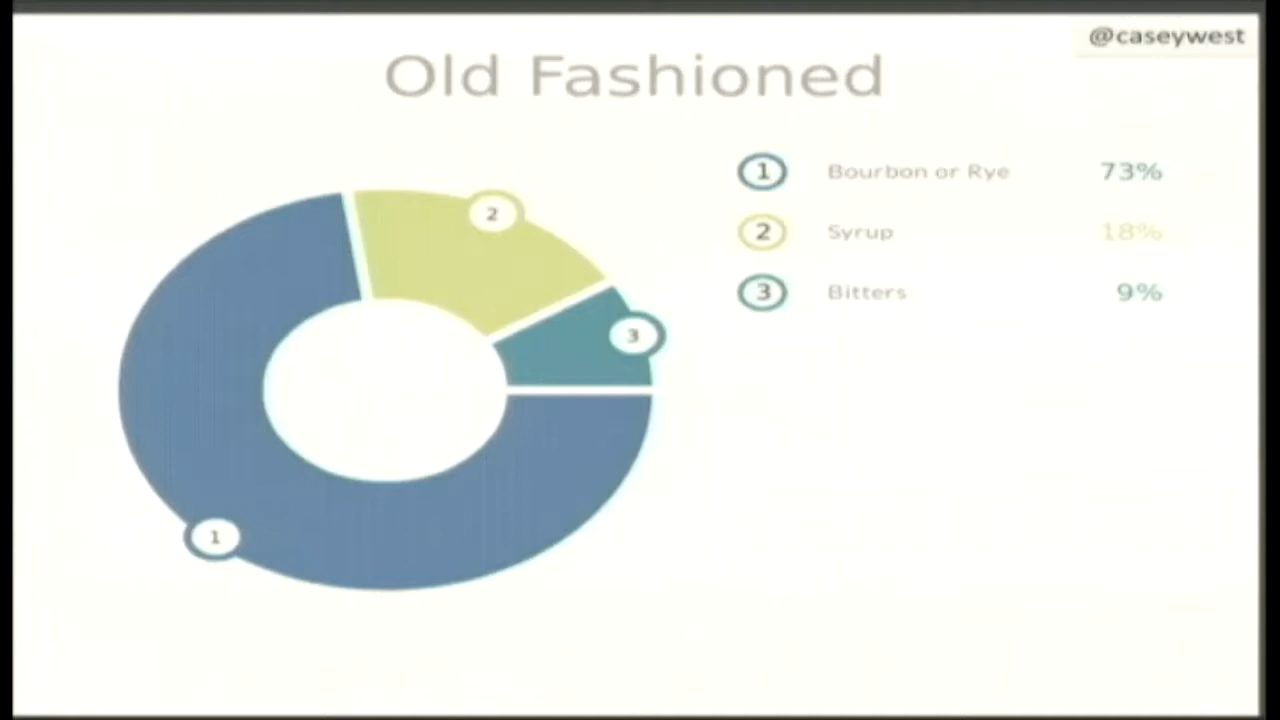 @caseywest
Old Fashioned
1 Bourbon or Rye 73%
2 Syrup 18%
3 Bitters 9%
2
3
1